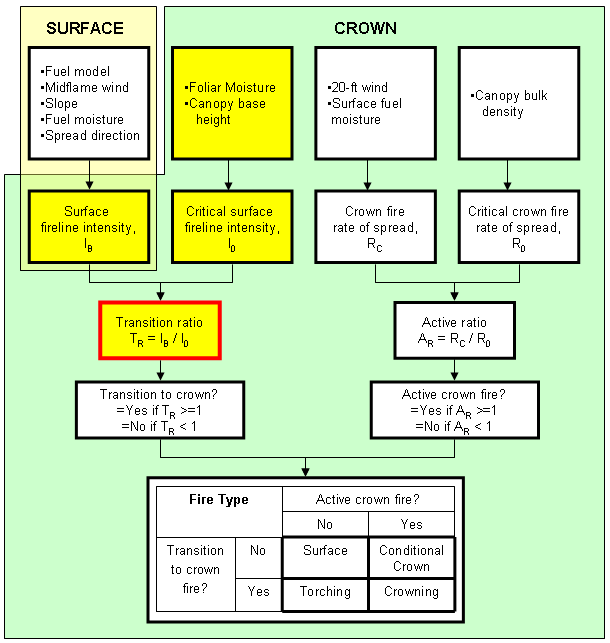 SURFACE
CROWN
•Fuel model
•Midflame wind
•Slope
•Fuel moisture
•Spread direction
•Foliar Moisture
•Canopy base
height
•20-ft wind
•Surface fuel
moisture
•Canopy bulk
density
Surface
fireline intensity,
I_B
Critical surface
fireline intensity,
I_0
Crown fire
rate of spread,
R_C
Critical crown fire
rate of spread,
R_0
Transition ratio
T_R = I_B / I_0
Active ratio
A_R = R_C / R_0
Transition to crown?
=Yes if T_R >=1
=No if T_R < 1
Active crown fire?
=Yes if A_R >=1
=No if A_R < 1
Fire Type
Active crown fire?
No
Yes
Transition
to crown
fire?
No
Surface
Conditional
Crown
Yes
Torching
Crowning